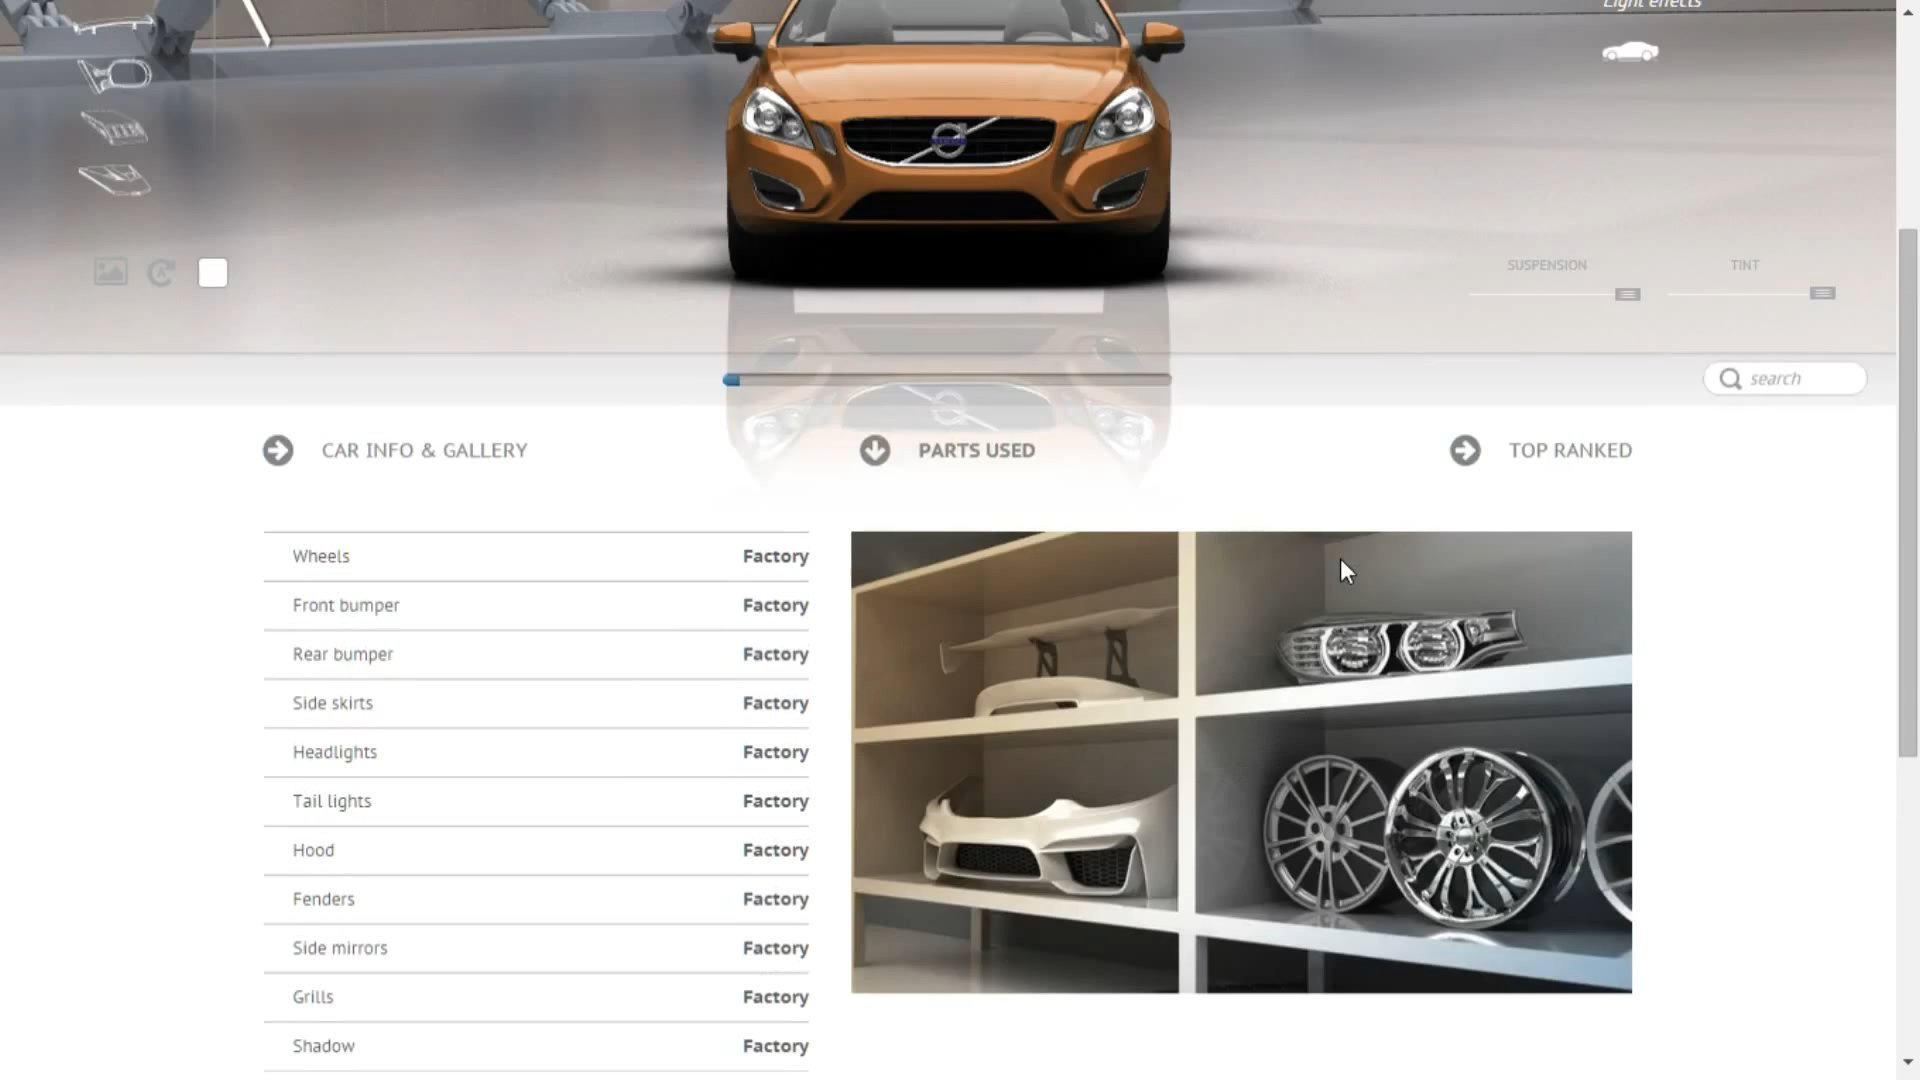 Light effects
SUSPENSION
TINT
search
CAR INFO & GALLERY
PARTS USED
TOP RANKED
Wheels Factory
Front bumper Factory
Rear bumper Factory
Side skirts Factory
Headlights Factory
Tail lights Factory
Hood Factory
Fenders Factory
Side mirrors Factory
Grills Factory
Shadow Factory